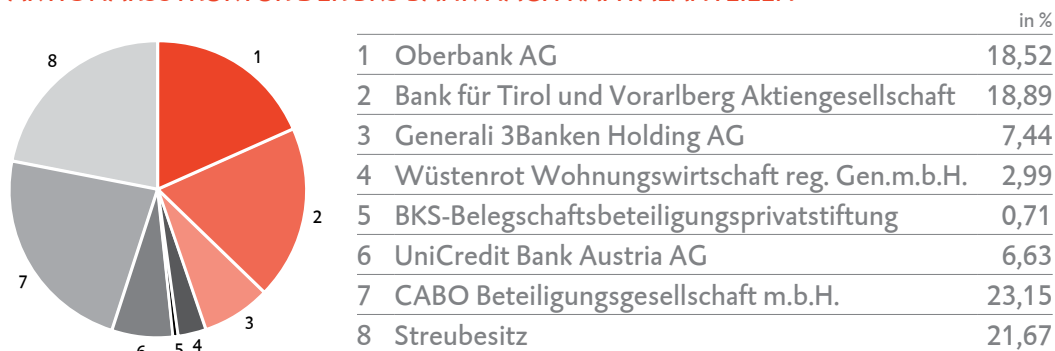 in %
1 Oberbank AG 18,52
2 Bank für Tirol und Vorarlberg Aktiengesellschaft 18,89
3 Generali 3Banken Holding AG 7,44
4 Wüstenrot Wohnungswirtschaft reg. Gen.m.b.H. 2,99
5 BKS-Belegschaftsbeteiligungsprivatstiftung 0,71
6 UniCredit Bank Austria AG 6,63
7 CABO Beteiligungsgesellschaft m.b.H. 23,15
8 Streubesitz 21,67
8
1
2
7
3
6 5 4